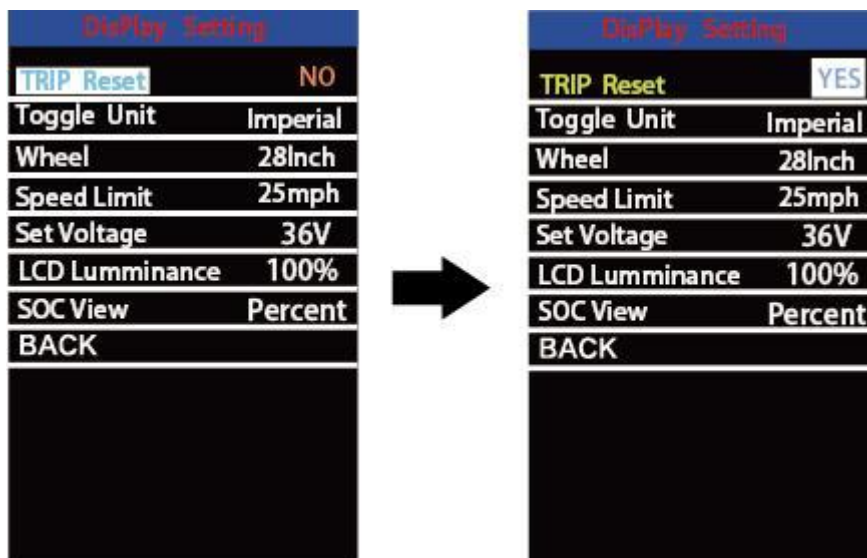 DisPlay Setting
TRIP Reset NO
Toggle Unit Imperial
Wheel 28Inch
Speed Limit 25mph
Set Voltage 36V
LCD Lumminance 100%
SOC View Percent
BACK
DisPlay Setting
TRIP Reset YES
Toggle Unit Imperial
Wheel 28Inch
Speed Limit 25mph
Set Voltage 36V
LCD Lumminance 100%
SOC View Percent
BACK